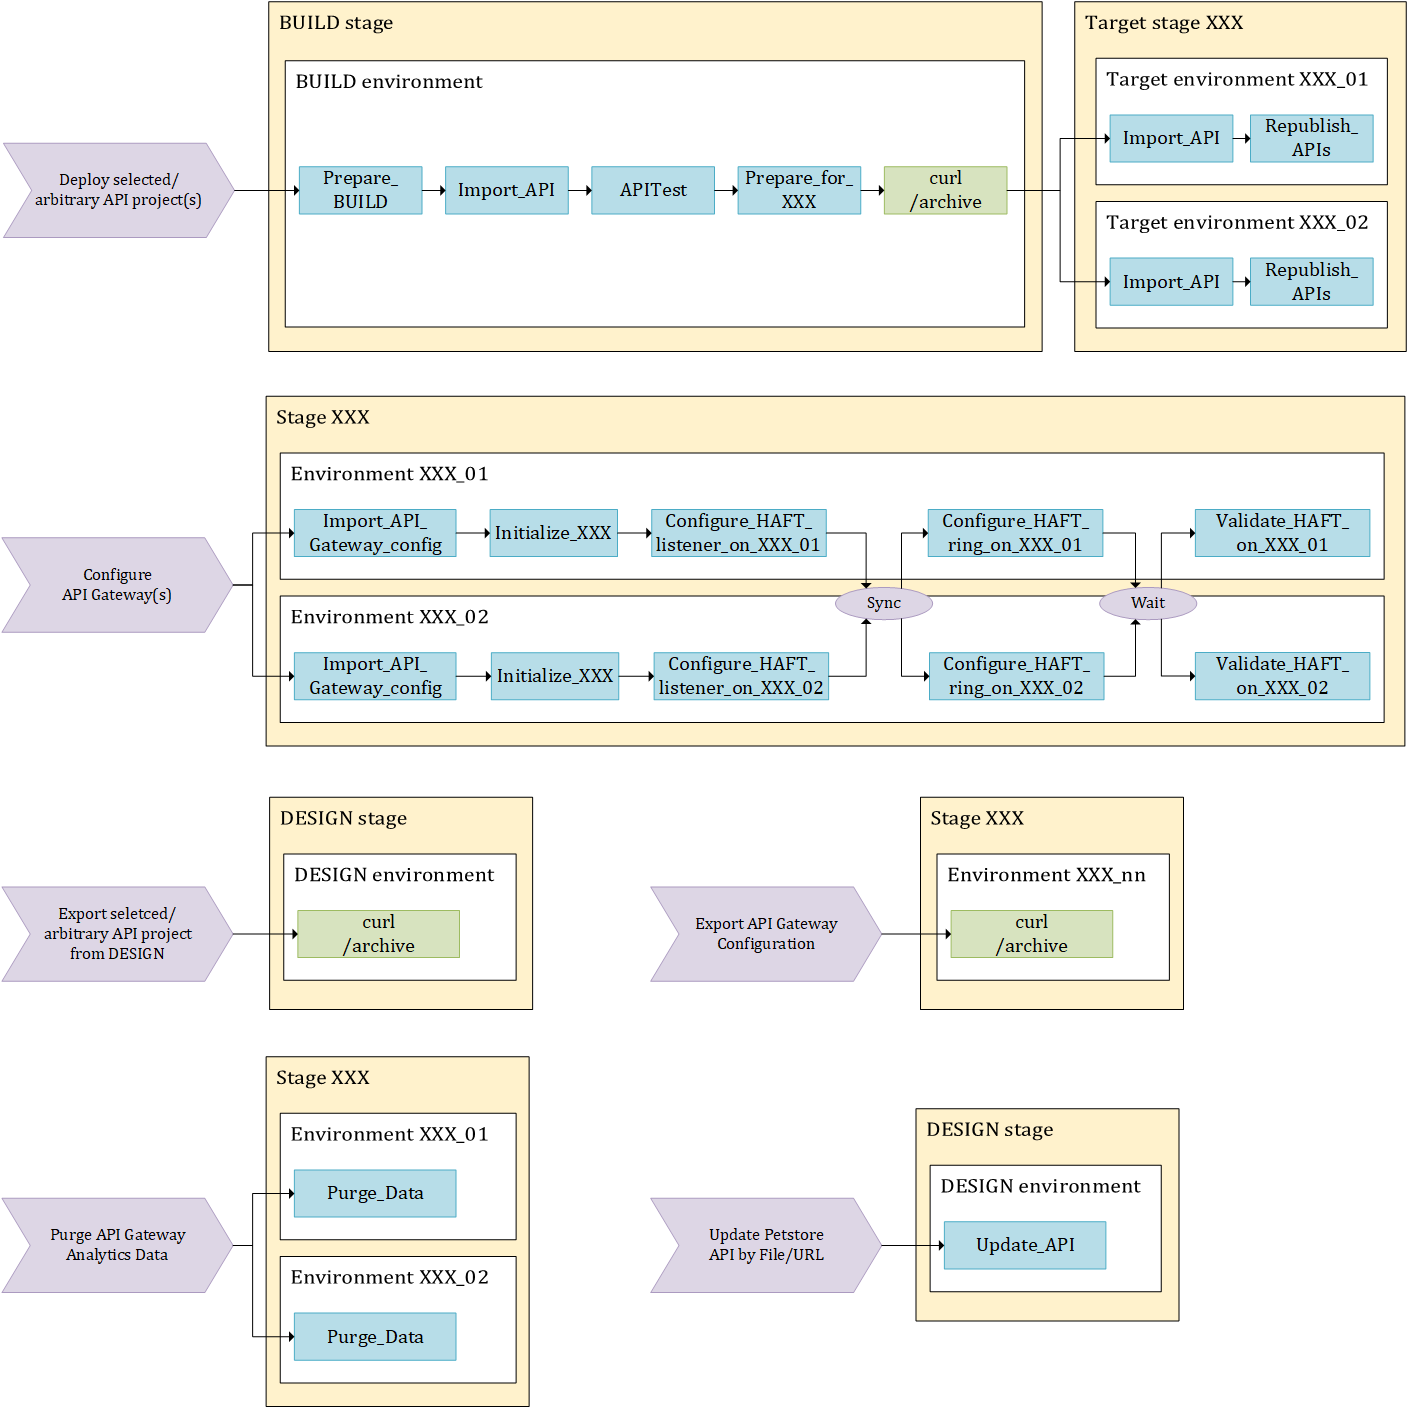 BUILD stage
BUILD environment
Deploy selected/
arbitrary API project(s)
Prepare_
BUILD
Import_API
APITest
Prepare_for_
XXX
curl
/archive
Target stage XXX
Target environment XXX_01
Import_API
Republish_
APIs
Target environment XXX_02
Import_API
Republish_
APIs
Stage XXX
Configure
API Gateway(s)
Environment XXX_01
Import_API_
Gateway_config
Initialize_XXX
Configure_HAFT_
listener_on_XXX_01
Configure_HAFT_
ring_on_XXX_01
Validate_HAFT_
on_XXX_01
Sync
Wait
Environment XXX_02
Import_API_
Gateway_config
Initialize_XXX
Configure_HAFT_
listener_on_XXX_02
Configure_HAFT_
ring_on_XXX_02
Validate_HAFT_
on_XXX_02
DESIGN stage
DESIGN environment
Export seletced/
arbitrary API project
from DESIGN
curl
/archive
Stage XXX
Environment XXX_nn
Export API Gateway
Configuration
curl
/archive
Stage XXX
Environment XXX_01
Purge_Data
Purge API Gateway
Analytics Data
Environment XXX_02
Purge_Data
DESIGN stage
DESIGN environment
Update Petstore
API by File/URL
Update_API